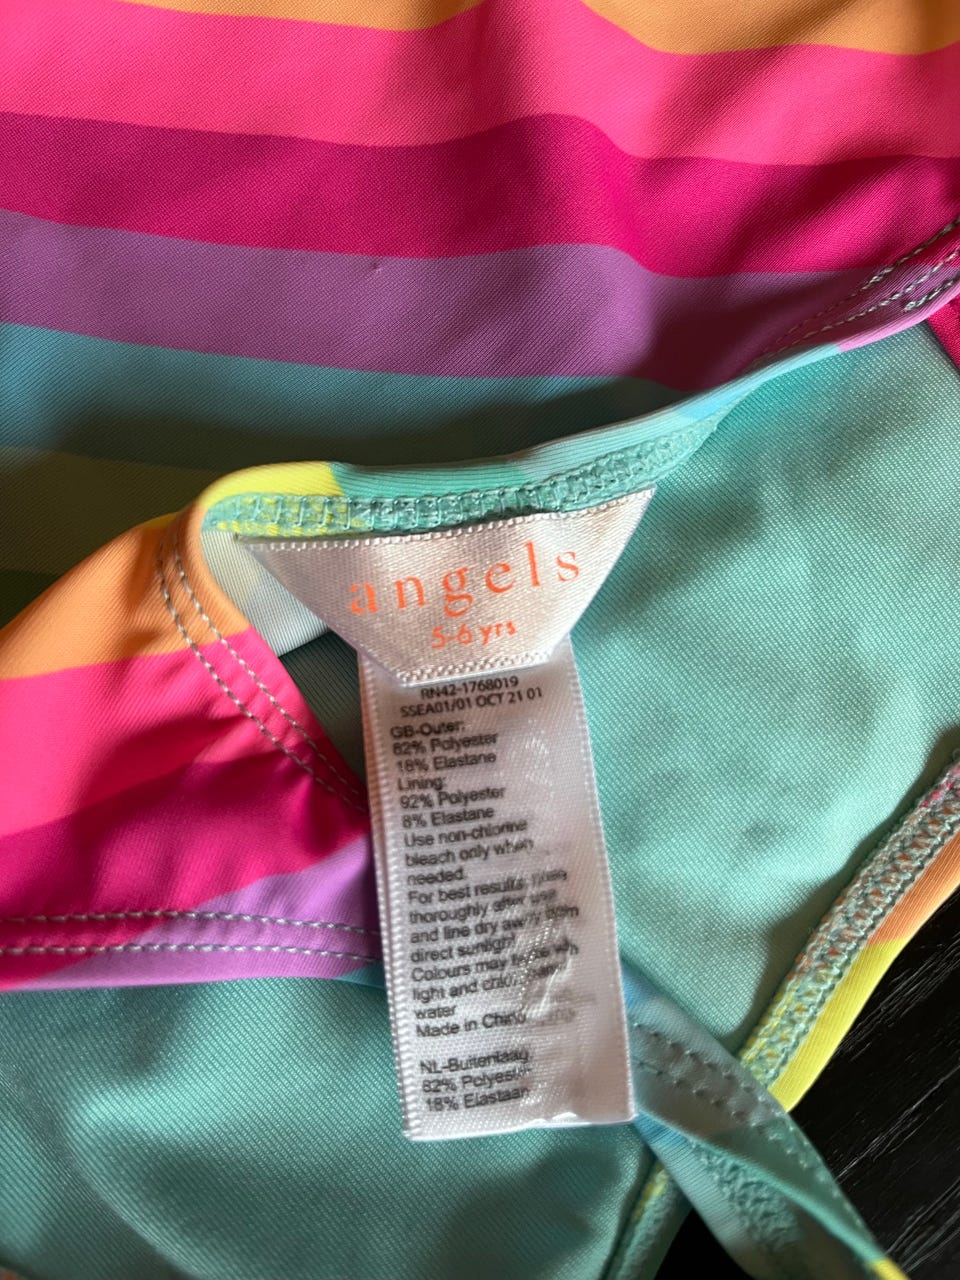 angels
5-6 yrs
RN42-1768019
SSEA01/01 OCT 21 01
GB-Outer:
82% Polyester
18% Elastane
Lining:
92% Polyester
8% Elastane
Use non-chlorine
bleach only when
needed.
For best results
thoroughly after use
and line dry away from
direct sunlight
Colours may
light and
water
Made in China
NL-Buitenlaag:
82% Polyester
18% Elastaan